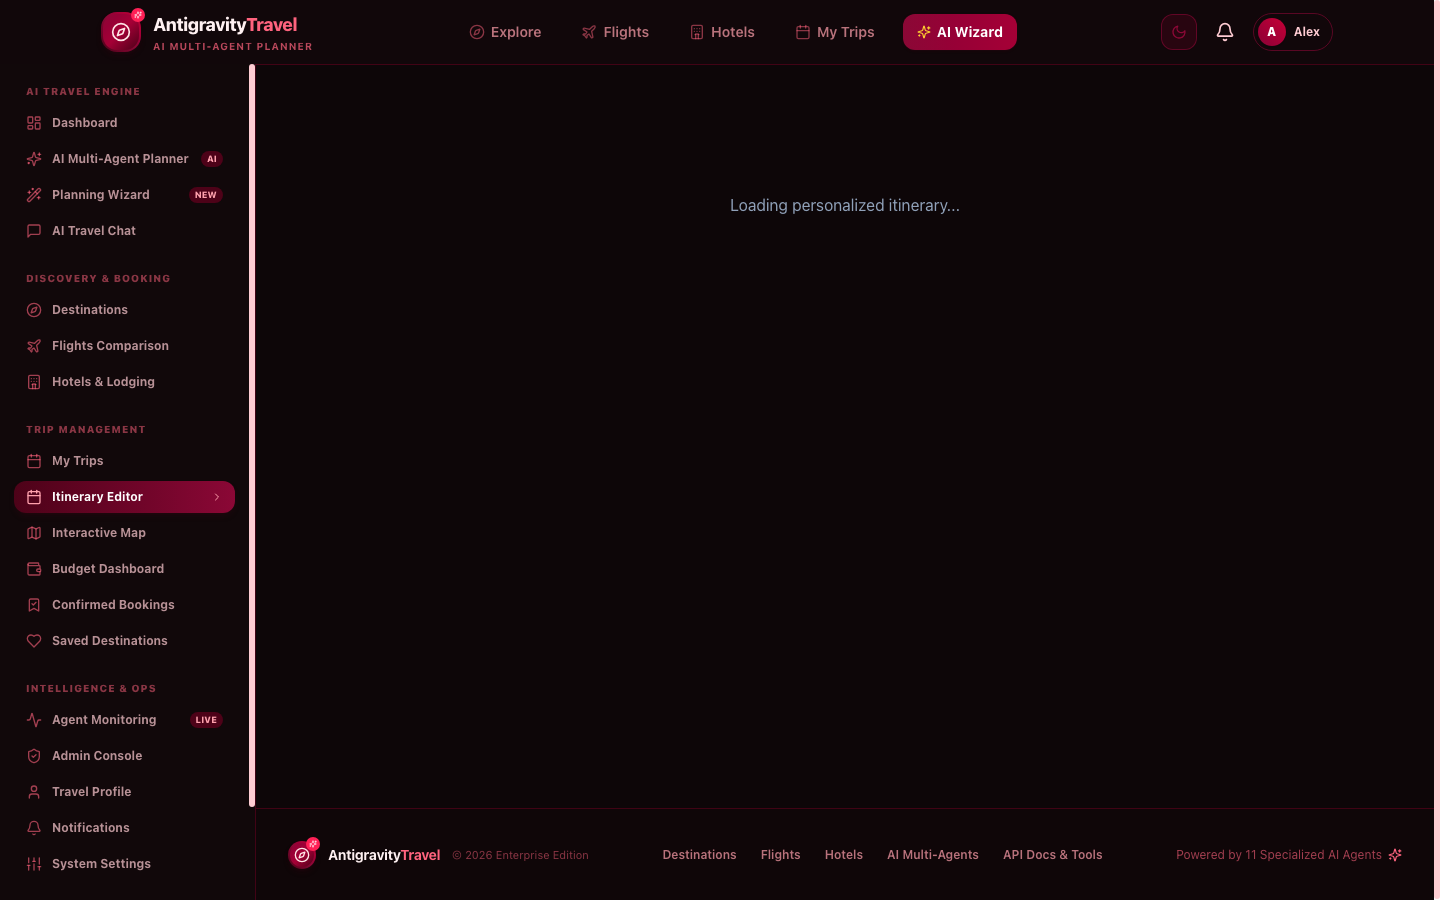 AntigravityTravel
AI MULTI-AGENT PLANNER
Explore
Flights
Hotels
My Trips
AI Wizard
A
Alex
AI TRAVEL ENGINE
Dashboard
AI Multi-Agent Planner AI
Planning Wizard NEW
AI Travel Chat
DISCOVERY & BOOKING
Destinations
Flights Comparison
Hotels & Lodging
TRIP MANAGEMENT
My Trips
Itinerary Editor
Interactive Map
Budget Dashboard
Confirmed Bookings
Saved Destinations
INTELLIGENCE & OPS
Agent Monitoring LIVE
Admin Console
Travel Profile
Notifications
System Settings
Loading personalized itinerary...
AntigravityTravel © 2026 Enterprise Edition
Destinations
Flights
Hotels
AI Multi-Agents
API Docs & Tools
Powered by 11 Specialized AI Agents